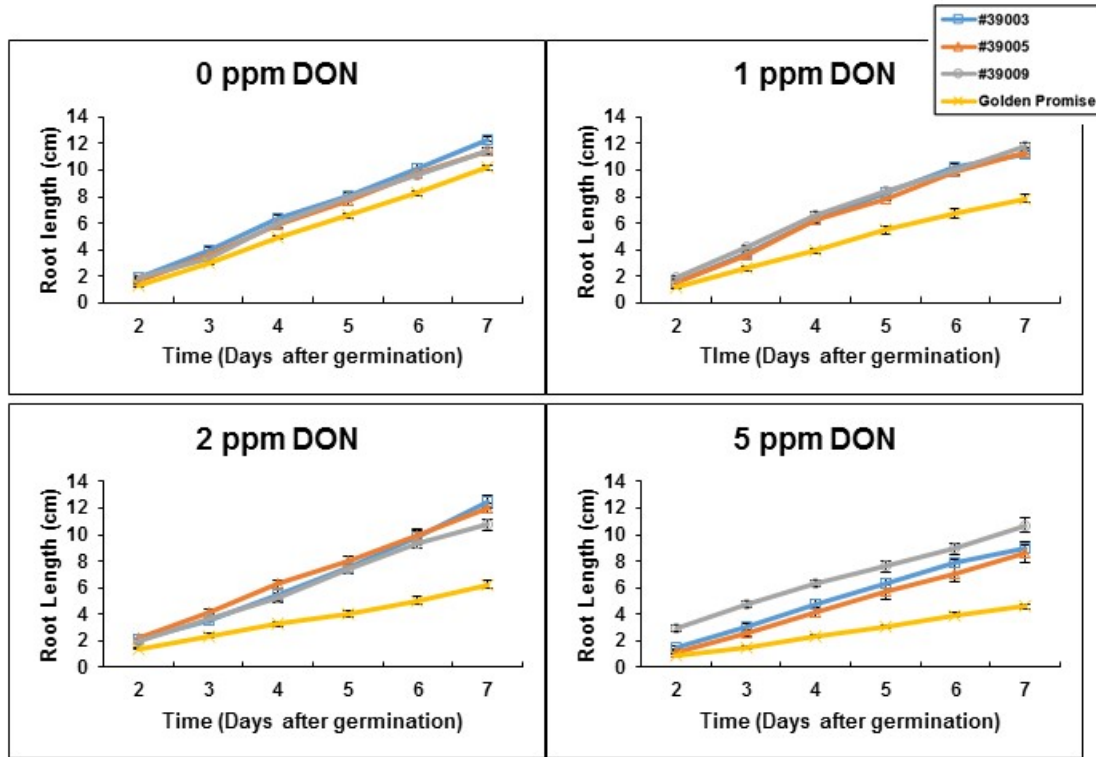 #39003
#39005
#39009
Golden Promise
0 ppm DON
Root length (cm)
14
12
10
8
6
4
2
0
2 3 4 5 6 7
Time (Days after germination)
1 ppm DON
Root Length (cm)
14
12
10
8
6
4
2
0
2 3 4 5 6 7
TIme (Days after germination)
2 ppm DON
Root Length (cm)
14
12
10
8
6
4
2
0
2 3 4 5 6 7
Time (Days after germination)
5 ppm DON
Root Length (cm)
14
12
10
8
6
4
2
0
2 3 4 5 6 7
Time (Days after germination)